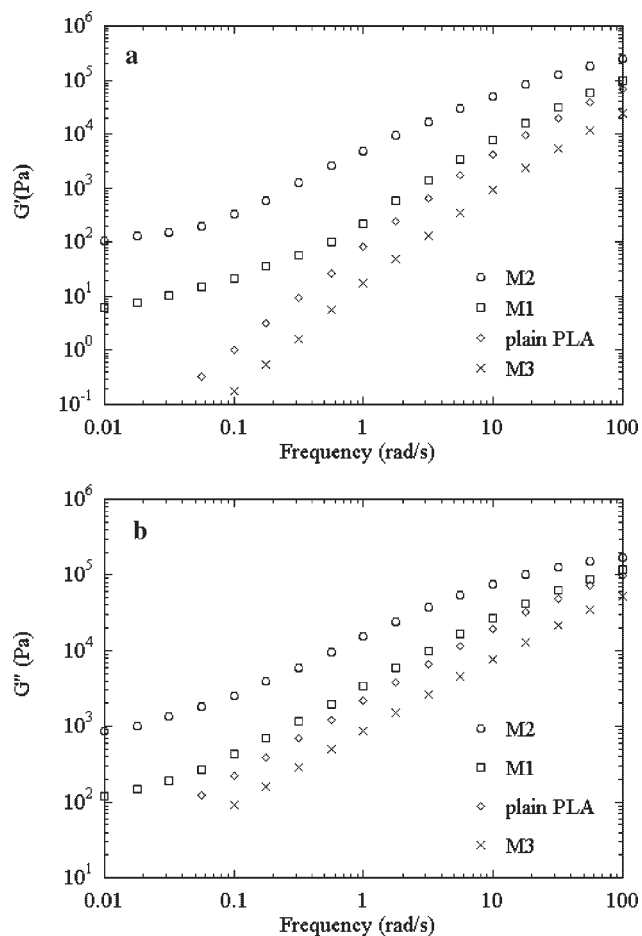 a
10^6
10^5
10^4
10^3
10^2
10^1
10^0
10^-1
G'(Pa)
M2
M1
plain PLA
M3
0.01 0.1 1 10 100
Frequency (rad/s)
b
10^6
10^5
10^4
10^3
10^2
10^1
G" (Pa)
M2
M1
plain PLA
M3
0.01 0.1 1 10 100
Frequency (rad/s)